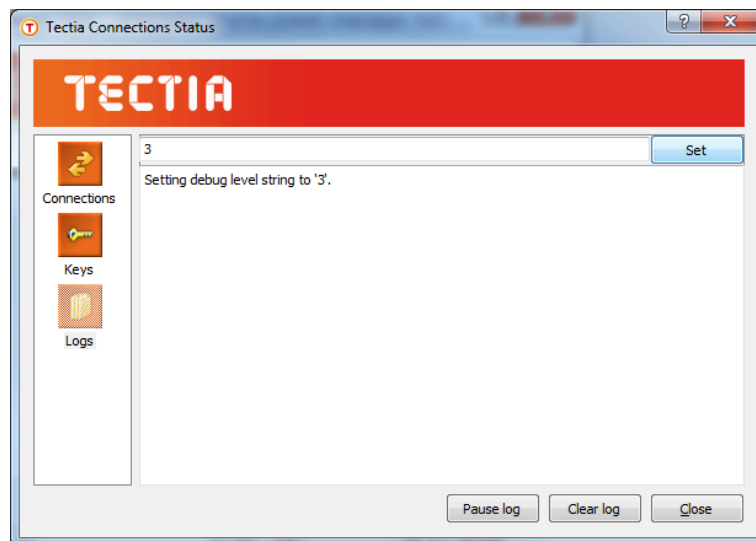 Tectia Connections Status
TECTIA
Connections
Keys
Logs
3
Set
Setting debug level string to '3'.
Pause log
Clear log
Close